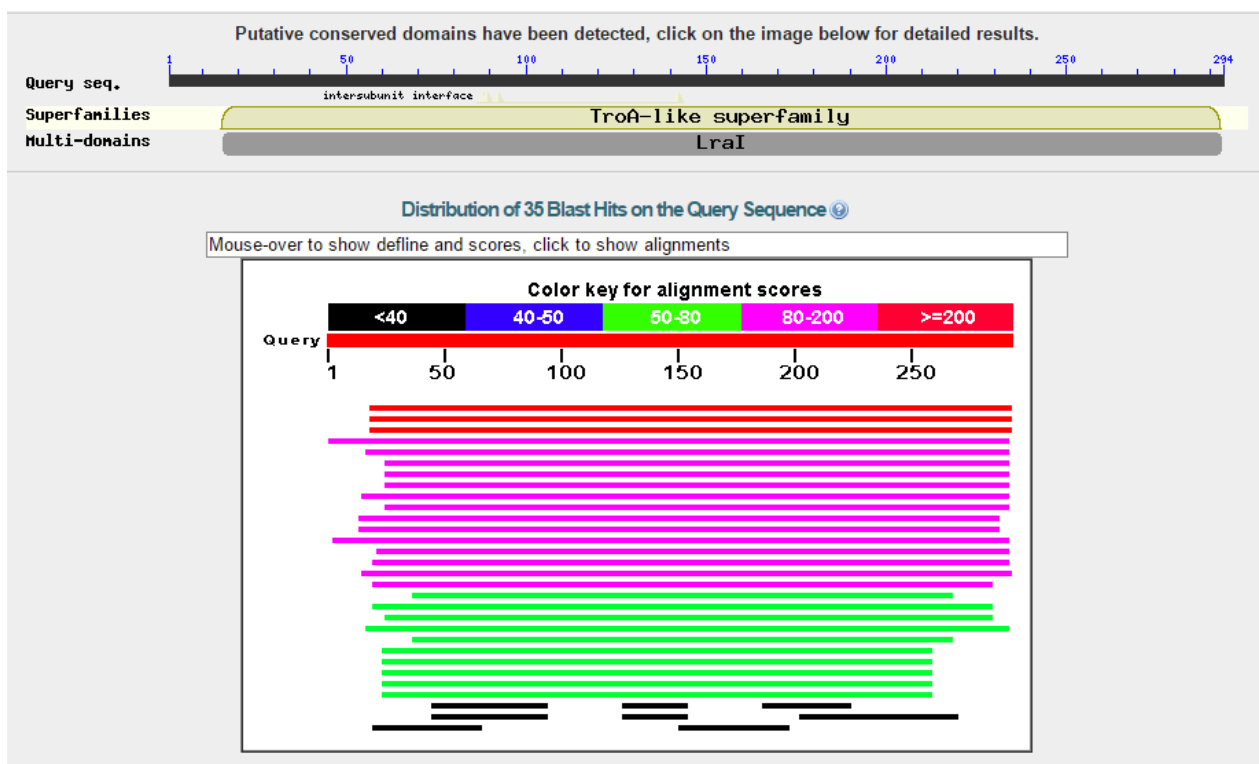 Putative conserved domains have been detected, click on the image below for detailed results.
1 50 100 150 200 250 294
Query seq.
intersubunit interface
Superfamilies TroA-like superfamily
Multi-domains LraI
Distribution of 35 Blast Hits on the Query Sequence
Mouse-over to show defline and scores, click to show alignments
Color key for alignment scores
<40 40-50 50-80 80-200 >=200
Query
1 50 100 150 200 250